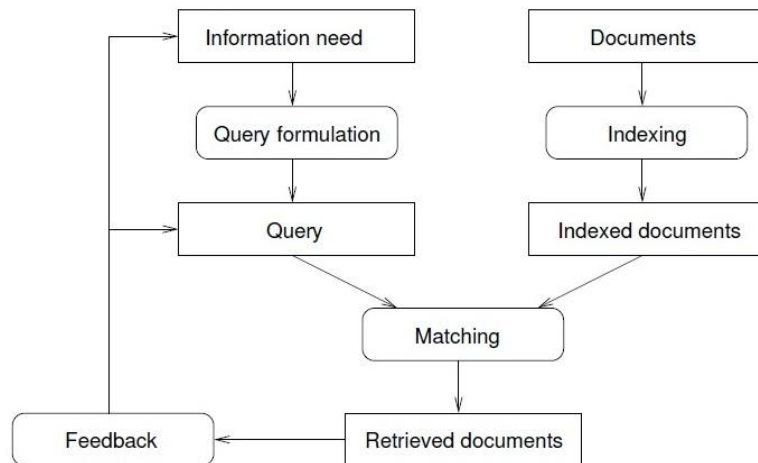 Information need
Documents
Query formulation
Indexing
Query
Indexed documents
Matching
Feedback
Retrieved documents